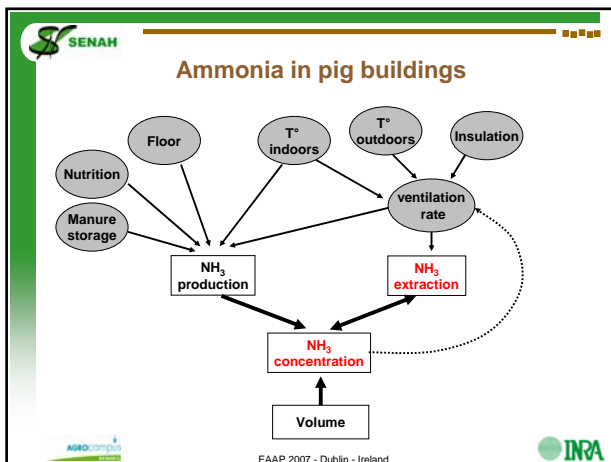 SENAH
Ammonia in pig buildings
T°
outdoors
T°
indoors
Insulation
Floor
Nutrition
ventilation
rate
Manure
storage
NH₃
production
NH₃
extraction
NH₃
concentration
Volume
AGROCAMPUS
EAAP 2007 - Dublin - Ireland
INRA